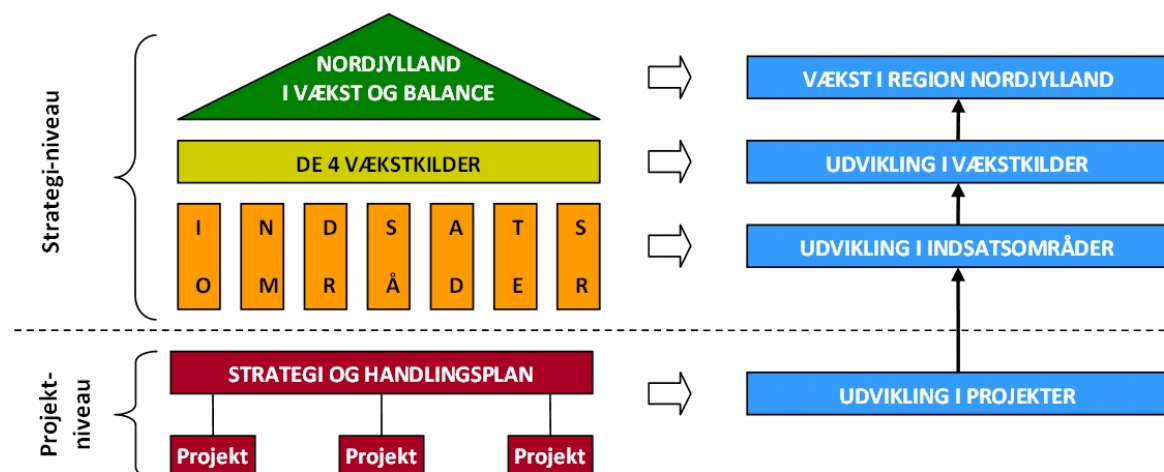 Strategi-niveau
NORDJYLLAND
I VÆKST OG BALANCE
VÆKST I REGION NORDJYLLAND
DE 4 VÆKSTKILDER
UDVIKLING I VÆKSTKILDER
I N D S A T S
O M R Å D E R
UDVIKLING I INDSATSOMRÅDER
Projekt-
niveau
STRATEGI OG HANDLINGSPLAN
UDVIKLING I PROJEKTER
Projekt Projekt Projekt